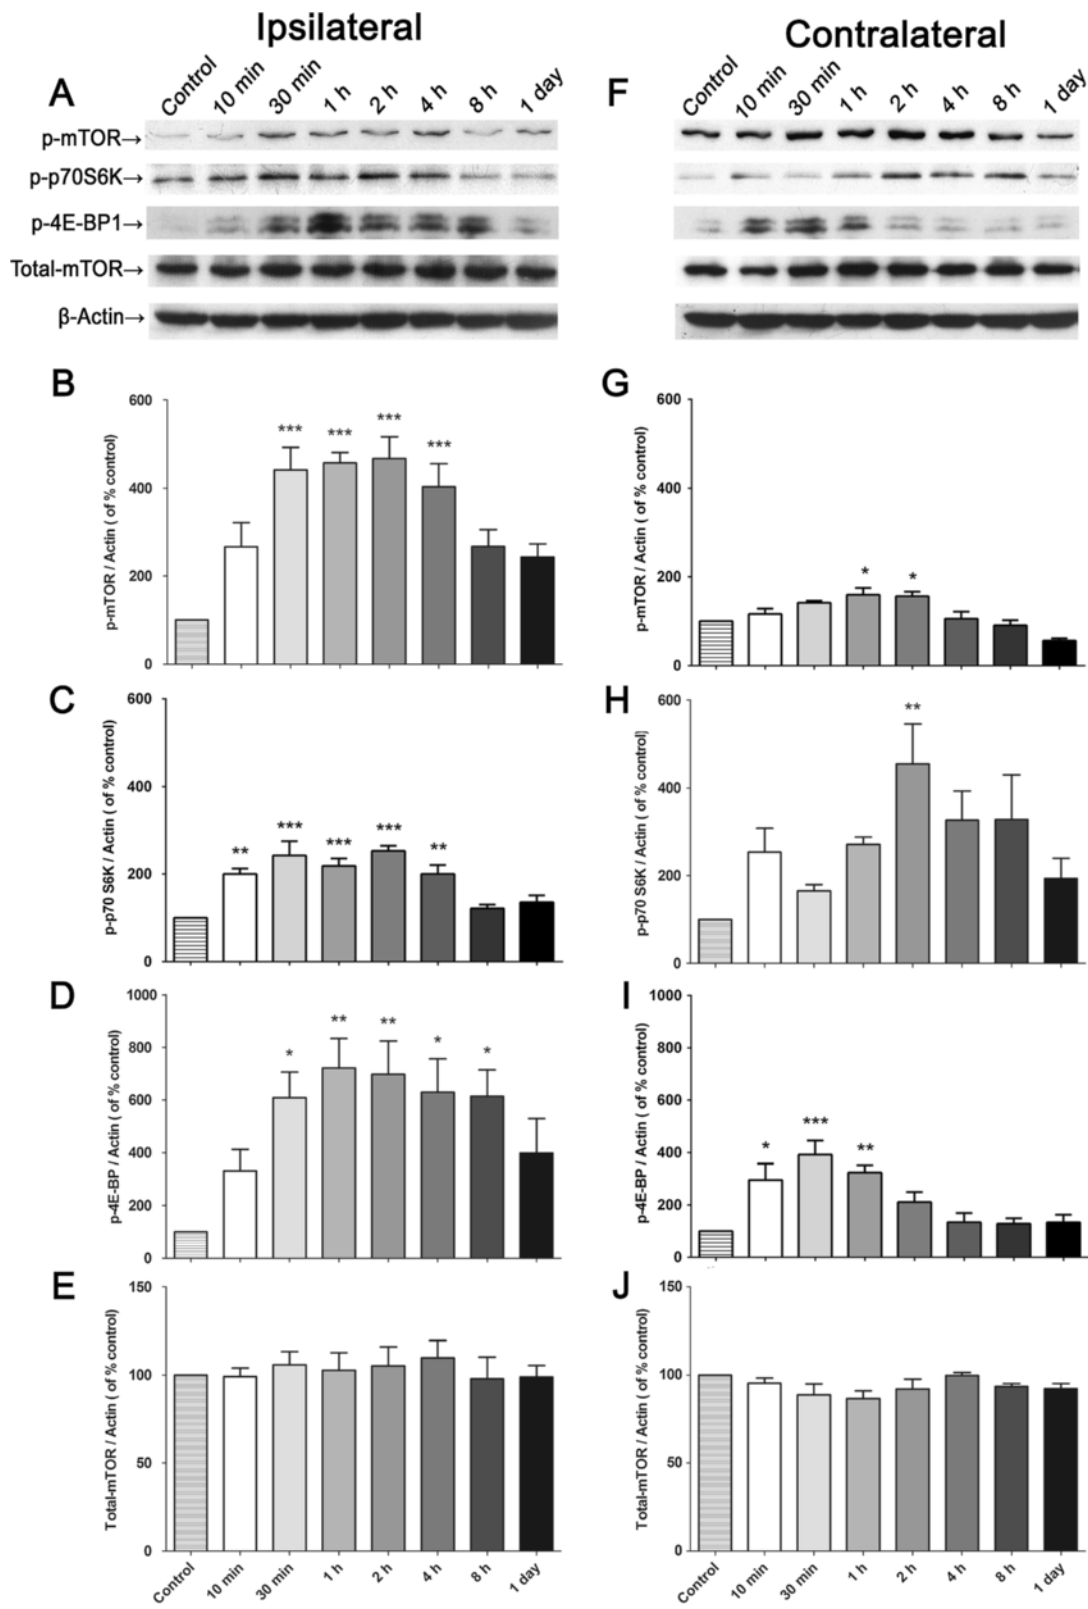 Ipsilateral
A
Control 10 min 30 min 1 h 2 h 4 h 8 h 1 day
p-mTOR→
p-p70S6K→
p-4E-BP1→
Total-mTOR→
β-Actin→
Contralateral
F
Control 10 min 30 min 1 h 2 h 4 h 8 h 1 day
B
p-mTOR / Actin ( of % control)
600
400
200
0
*** *** *** ***
G
p-mTOR / Actin ( of % control)
600
400
200
0
* *
C
p-p70 S6K / Actin ( of % control)
600
400
200
0
** *** *** *** **
H
p-p70 S6K / Actin ( of % control)
600
400
200
0
**
D
p-4E-BP / Actin ( of % control)
1000
800
600
400
200
0
* ** ** * *
I
p-4E-BP / Actin ( of % control)
1000
800
600
400
200
0
* *** **
E
Total-mTOR / Actin ( of % control)
150
100
50
0
Control 10 min 30 min 1 h 2 h 4 h 8 h 1 day
J
Total-mTOR / Actin ( of % control)
150
100
50
0
Control 10 min 30 min 1 h 2 h 4 h 8 h 1 day